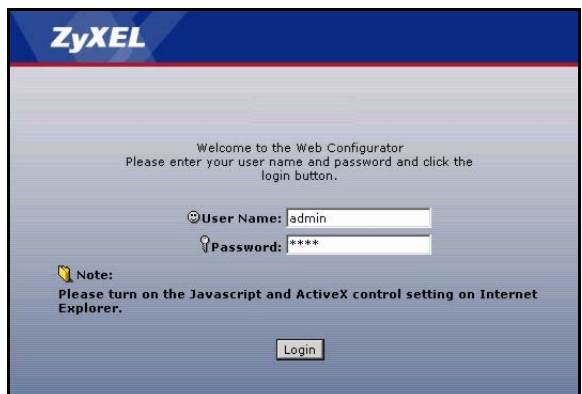 ZyXEL
Welcome to the Web Configurator
Please enter your user name and password and click the
login button.
User Name: admin
Password: ****
Note:
Please turn on the Javascript and ActiveX control setting on Internet
Explorer.
Login